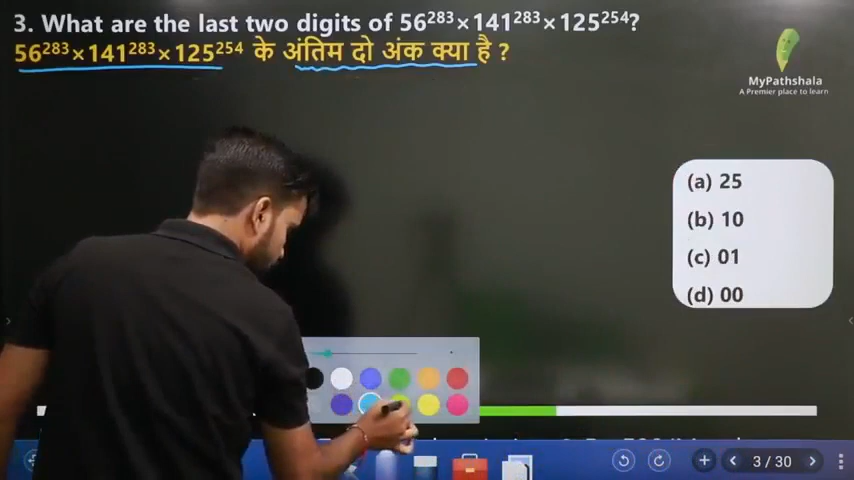 3. What are the last two digits of 56²⁸³×141²⁸³×125²⁵⁴?
56²⁸³×141²⁸³×125²⁵⁴ के अंतिम दो अंक क्या है ?
MyPathshala
A Premier place to learn
(a) 25
(b) 10
(c) 01
(d) 00
3 / 30